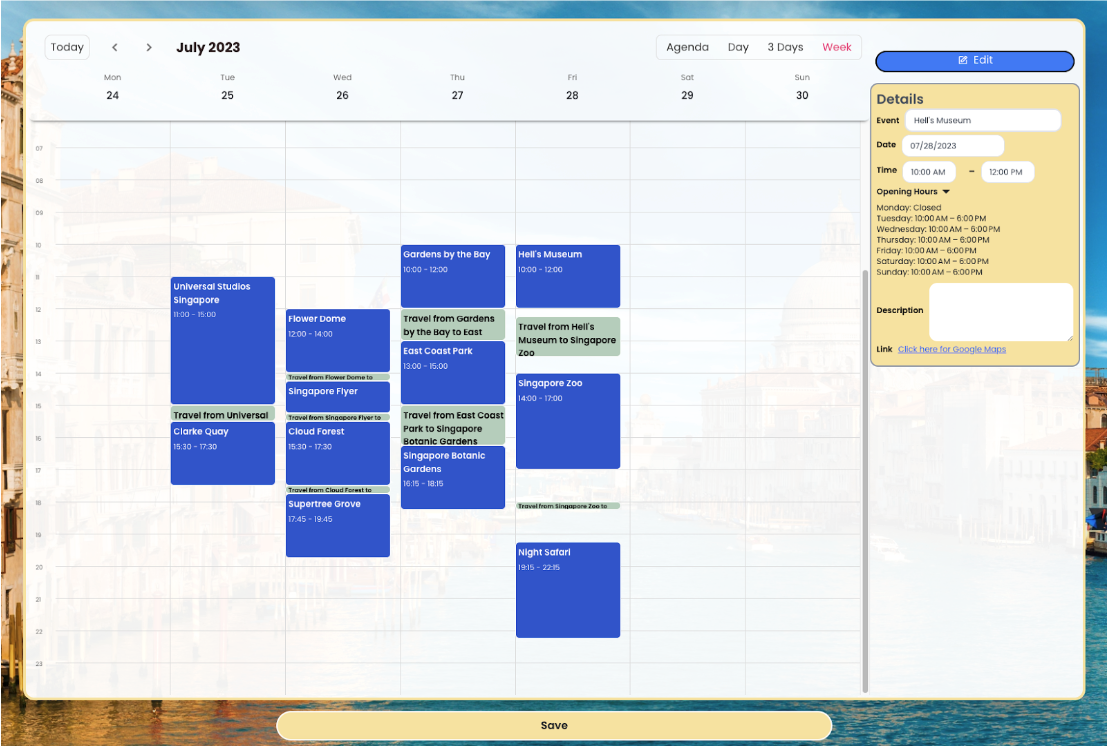 Today
July 2023
Agenda Day 3 Days Week
Mon Tue Wed Thu Fri Sat Sun
24 25 26 27 28 29 30
07
08
09
10
11
12
13
14
15
16
17
18
19
20
21
22
23
Universal Studios
Singapore
11:00 - 15:00
Travel from Universal
Clarke Quay
15:30 - 17:30
Flower Dome
12:00 - 14:00
Travel from Flower Dome to
Singapore Flyer
Travel from Singapore Flyer to
Cloud Forest
15:30 - 17:30
Travel from Cloud Forest to
Supertree Grove
17:45 - 19:45
Gardens by the Bay
10:00 - 12:00
Travel from Gardens
by the Bay to East
East Coast Park
13:00 - 15:00
Travel from East Coast
Park to Singapore
Botanic Gardens
Singapore Botanic
Gardens
16:15 - 18:15
Hell's Museum
10:00 - 12:00
Travel from Hell's
Museum to Singapore
Zoo
Singapore Zoo
14:00 - 17:00
Travel from Singapore Zoo to
Night Safari
19:15 - 22:15
Edit
Details
Event Hell's Museum
Date 07/28/2023
Time 10:00 AM - 12:00 PM
Opening Hours
Monday: Closed
Tuesday: 10:00 AM – 6:00 PM
Wednesday: 10:00 AM – 6:00 PM
Thursday: 10:00 AM – 6:00 PM
Friday: 10:00 AM – 6:00 PM
Saturday: 10:00 AM – 6:00 PM
Sunday: 10:00 AM – 6:00 PM
Description
Link Click here for Google Maps
Save